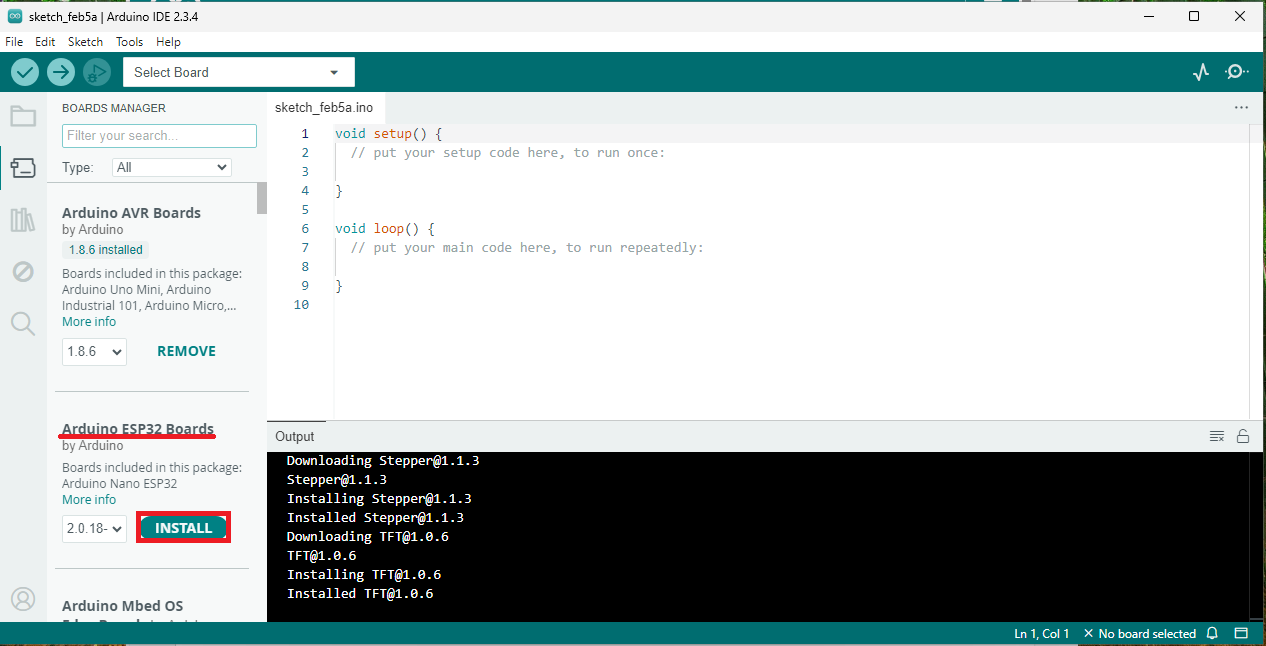 sketch_feb5a | Arduino IDE 2.3.4
File Edit Sketch Tools Help
Select Board
BOARDS MANAGER
Filter your search...
Type: All
Arduino AVR Boards
by Arduino
1.8.6 installed
Boards included in this package:
Arduino Uno Mini, Arduino
Industrial 101, Arduino Micro,...
More info
1.8.6 REMOVE
Arduino ESP32 Boards
by Arduino
Boards included in this package:
Arduino Nano ESP32
More info
2.0.18- INSTALL
Arduino Mbed OS
sketch_feb5a.ino
1 void setup() {
2 // put your setup code here, to run once:
3
4 }
5
6 void loop() {
7 // put your main code here, to run repeatedly:
8
9 }
10
Output
Downloading Stepper@1.1.3
Stepper@1.1.3
Installing Stepper@1.1.3
Installed Stepper@1.1.3
Downloading TFT@1.0.6
TFT@1.0.6
Installing TFT@1.0.6
Installed TFT@1.0.6
Ln 1, Col 1 No board selected